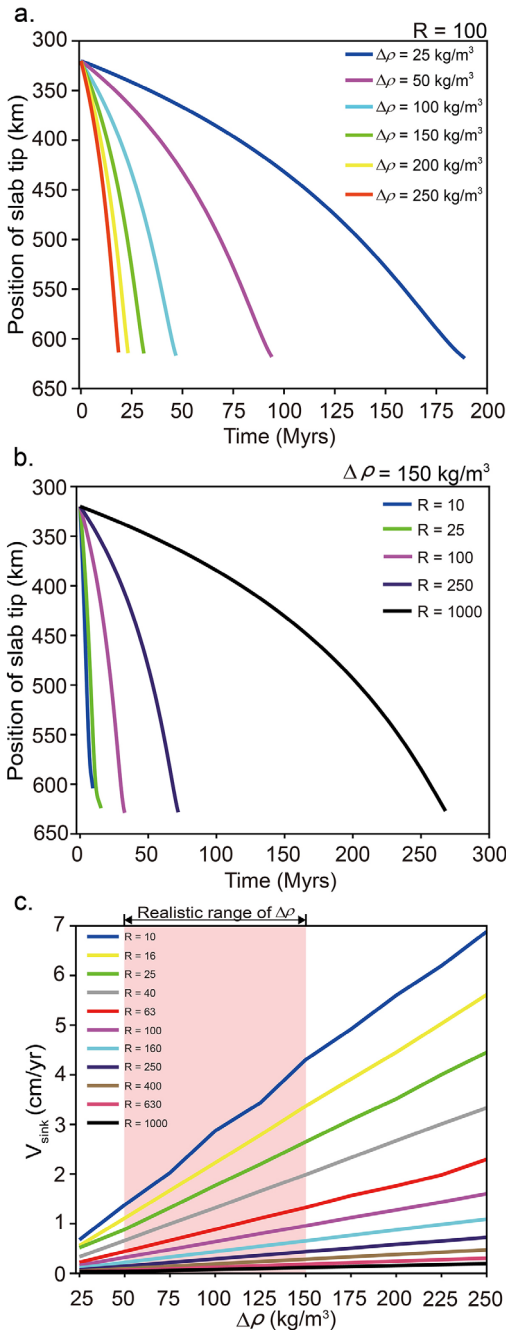 a.
R = 100
300
350
400
450
500
550
600
650
Position of slab tip (km)
Δρ = 25 kg/m³
Δρ = 50 kg/m³
Δρ = 100 kg/m³
Δρ = 150 kg/m³
Δρ = 200 kg/m³
Δρ = 250 kg/m³
0 25 50 75 100 125 150 175 200
Time (Myrs)
b.
Δρ = 150 kg/m³
300
350
400
450
500
550
600
650
Position of slab tip (km)
R = 10
R = 25
R = 100
R = 250
R = 1000
0 50 100 150 200 250 300
Time (Myrs)
c.
Realistic range of Δρ
7
6
5
4
3
2
1
0
Vsink (cm/yr)
R = 10
R = 16
R = 25
R = 40
R = 63
R = 100
R = 160
R = 250
R = 400
R = 630
R = 1000
25 50 75 100 125 150 175 200 225 250
Δρ (kg/m³)